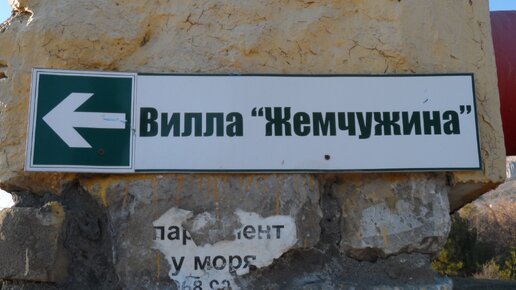 Вилла "Жемчужина"
у моря